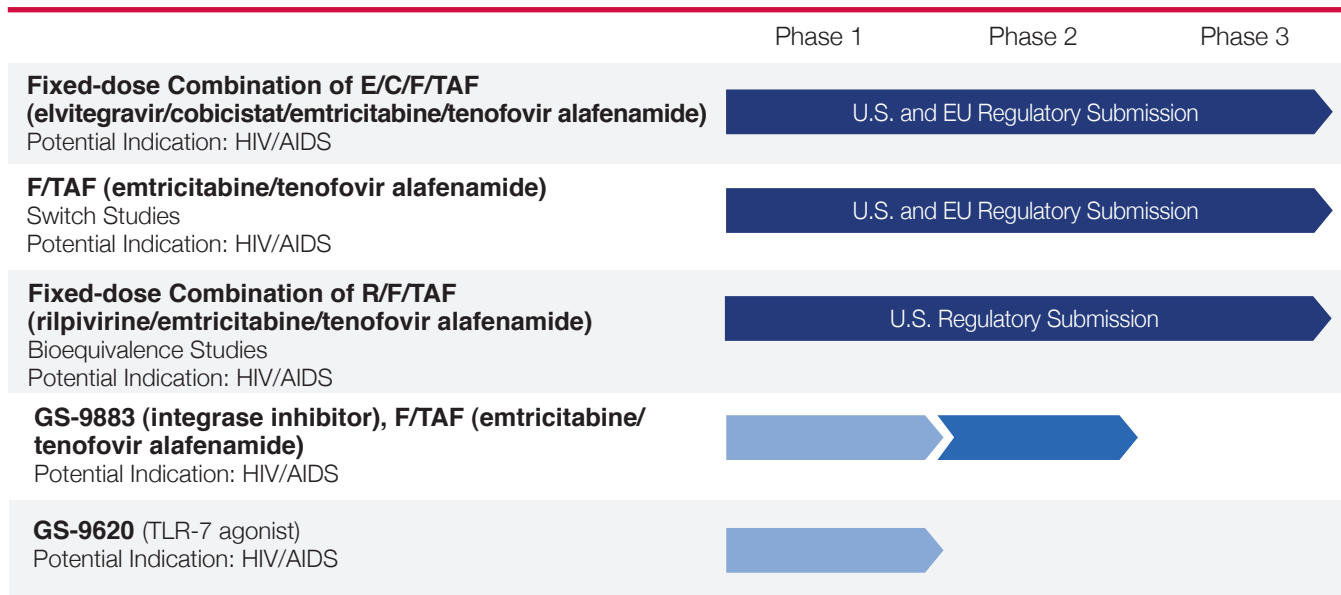 Phase 1 Phase 2 Phase 3
Fixed-dose Combination of E/C/F/TAF
(elvitegravir/cobicistat/emtricitabine/tenofovir alafenamide)
Potential Indication: HIV/AIDS
U.S. and EU Regulatory Submission
F/TAF (emtricitabine/tenofovir alafenamide)
Switch Studies
Potential Indication: HIV/AIDS
U.S. and EU Regulatory Submission
Fixed-dose Combination of R/F/TAF
(rilpivirine/emtricitabine/tenofovir alafenamide)
Bioequivalence Studies
Potential Indication: HIV/AIDS
U.S. Regulatory Submission
GS-9883 (integrase inhibitor), F/TAF (emtricitabine/
tenofovir alafenamide)
Potential Indication: HIV/AIDS
GS-9620 (TLR-7 agonist)
Potential Indication: HIV/AIDS